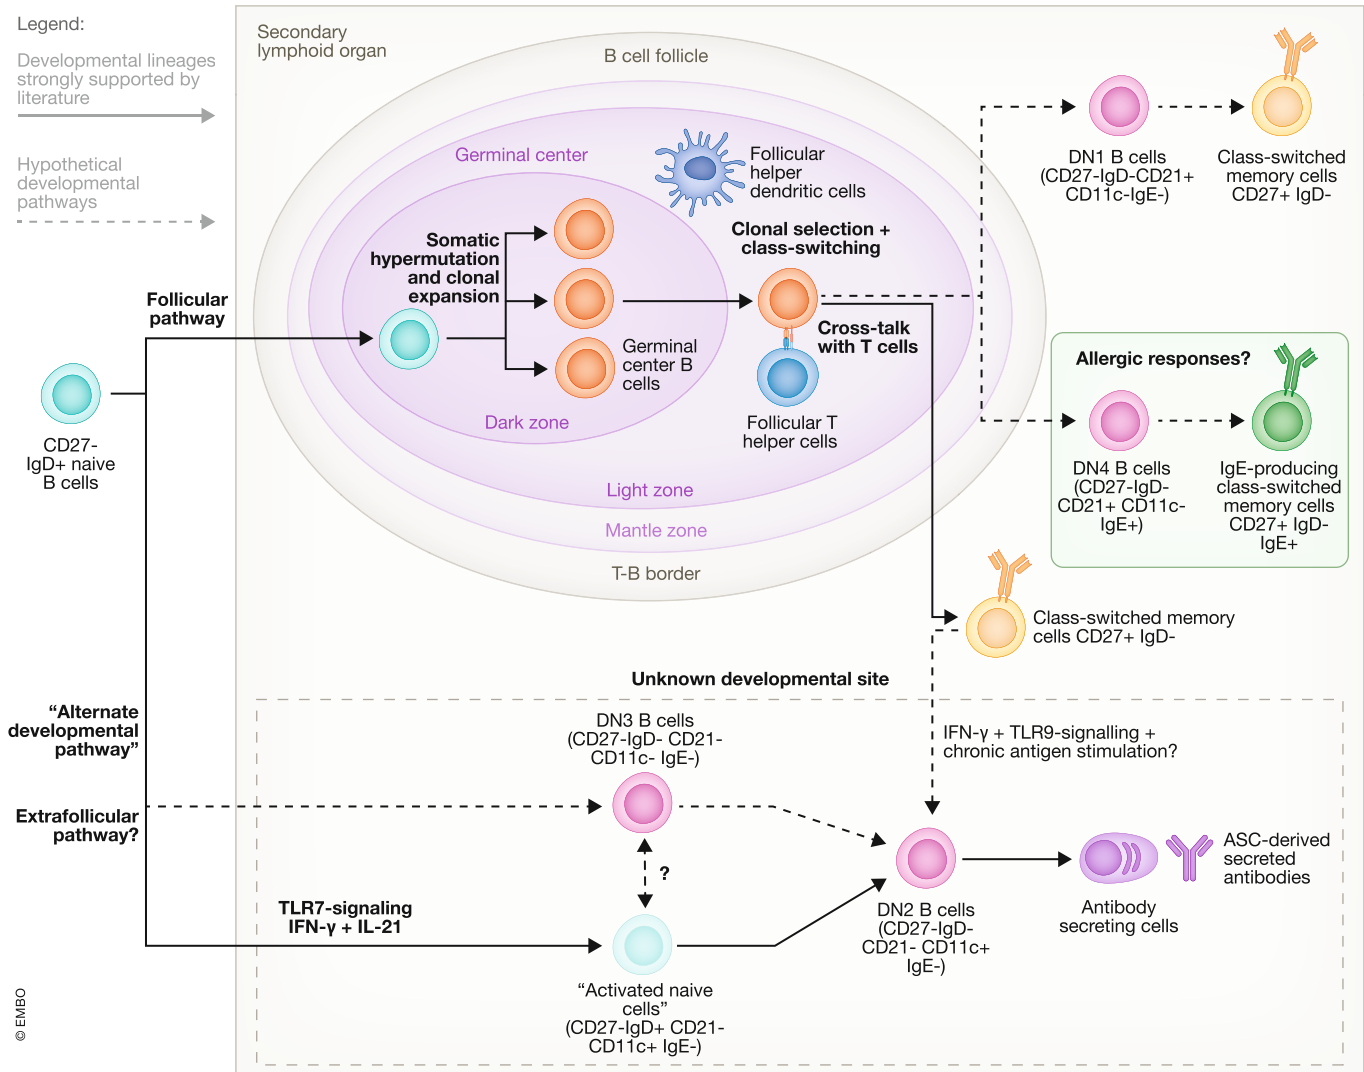 Legend:
Developmental lineages
strongly supported by
literature
Hypothetical
developmental
pathways
Secondary
lymphoid organ
B cell follicle
Germinal center
Follicular
helper
dendritic cells
Somatic
hypermutation
and clonal
expansion
Clonal selection +
class-switching
Cross-talk
with T cells
Germinal
center B
cells
Dark zone
Follicular T
helper cells
Light zone
Mantle zone
T-B border
Follicular
pathway
CD27-
IgD+ naive
B cells
DN1 B cells
(CD27-IgD-CD21+
CD11c-IgE-)
Class-switched
memory cells
CD27+ IgD-
Allergic responses?
DN4 B cells
(CD27-IgD-
CD21+ CD11c-
IgE+)
IgE-producing
class-switched
memory cells
CD27+ IgD-
IgE+
Class-switched memory
cells CD27+ IgD-
Unknown developmental site
"Alternate
developmental
pathway"
Extrafollicular
pathway?
DN3 B cells
(CD27-IgD- CD21-
CD11c- IgE-)
IFN-γ + TLR9-signalling +
chronic antigen stimulation?
?
TLR7-signaling
IFN-γ + IL-21
"Activated naive
cells"
(CD27-IgD+ CD21-
CD11c+ IgE-)
DN2 B cells
(CD27-IgD-
CD21- CD11c+
IgE-)
Antibody
secreting cells
ASC-derived
secreted
antibodies
© EMBO